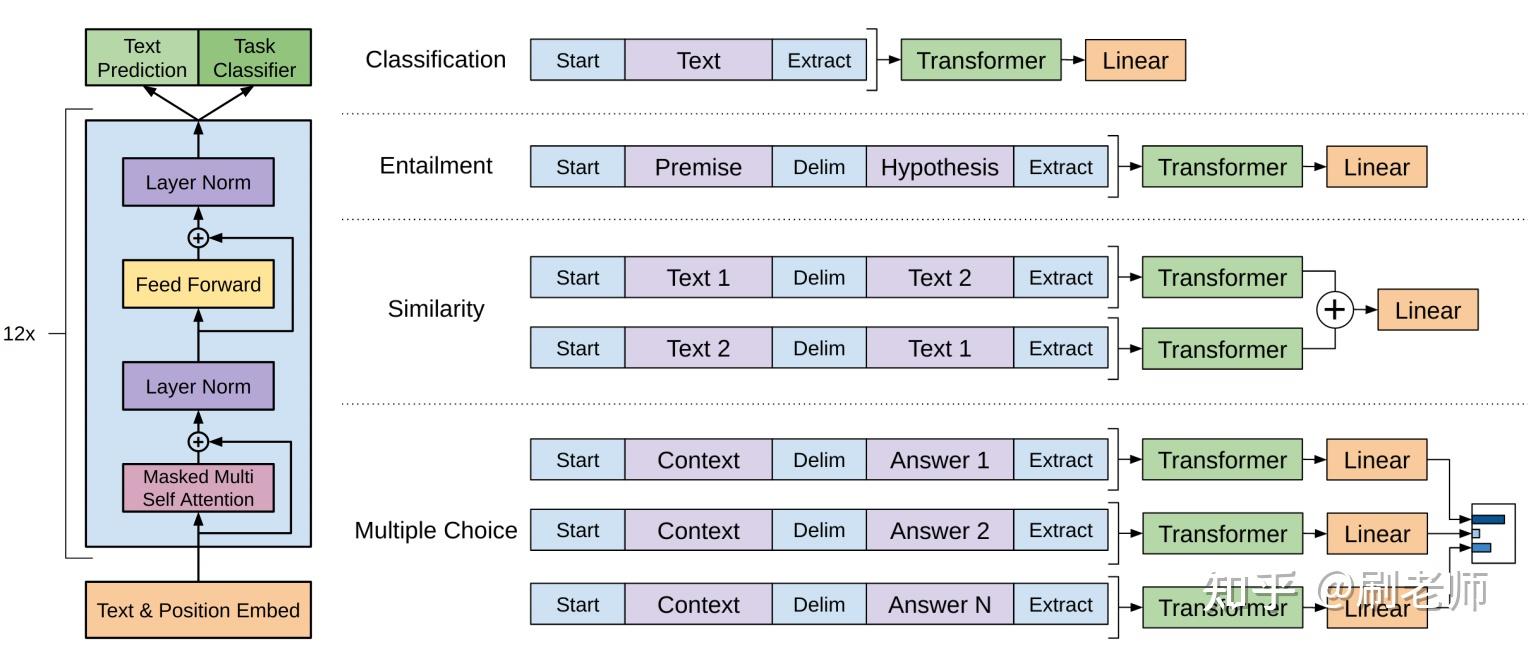 Text
Prediction
Task
Classifier
12x
Layer Norm
+
Feed Forward
Layer Norm
+
Masked Multi
Self Attention
Text & Position Embed
Classification
Start Text Extract Transformer Linear
Entailment
Start Premise Delim Hypothesis Extract Transformer Linear
Similarity
Start Text 1 Delim Text 2 Extract Transformer
+ Linear
Start Text 2 Delim Text 1 Extract Transformer
Multiple Choice
Start Context Delim Answer 1 Extract Transformer Linear
Start Context Delim Answer 2 Extract Transformer Linear
Start Context Delim Answer N Extract Transformer Linear
知乎 @刷老师